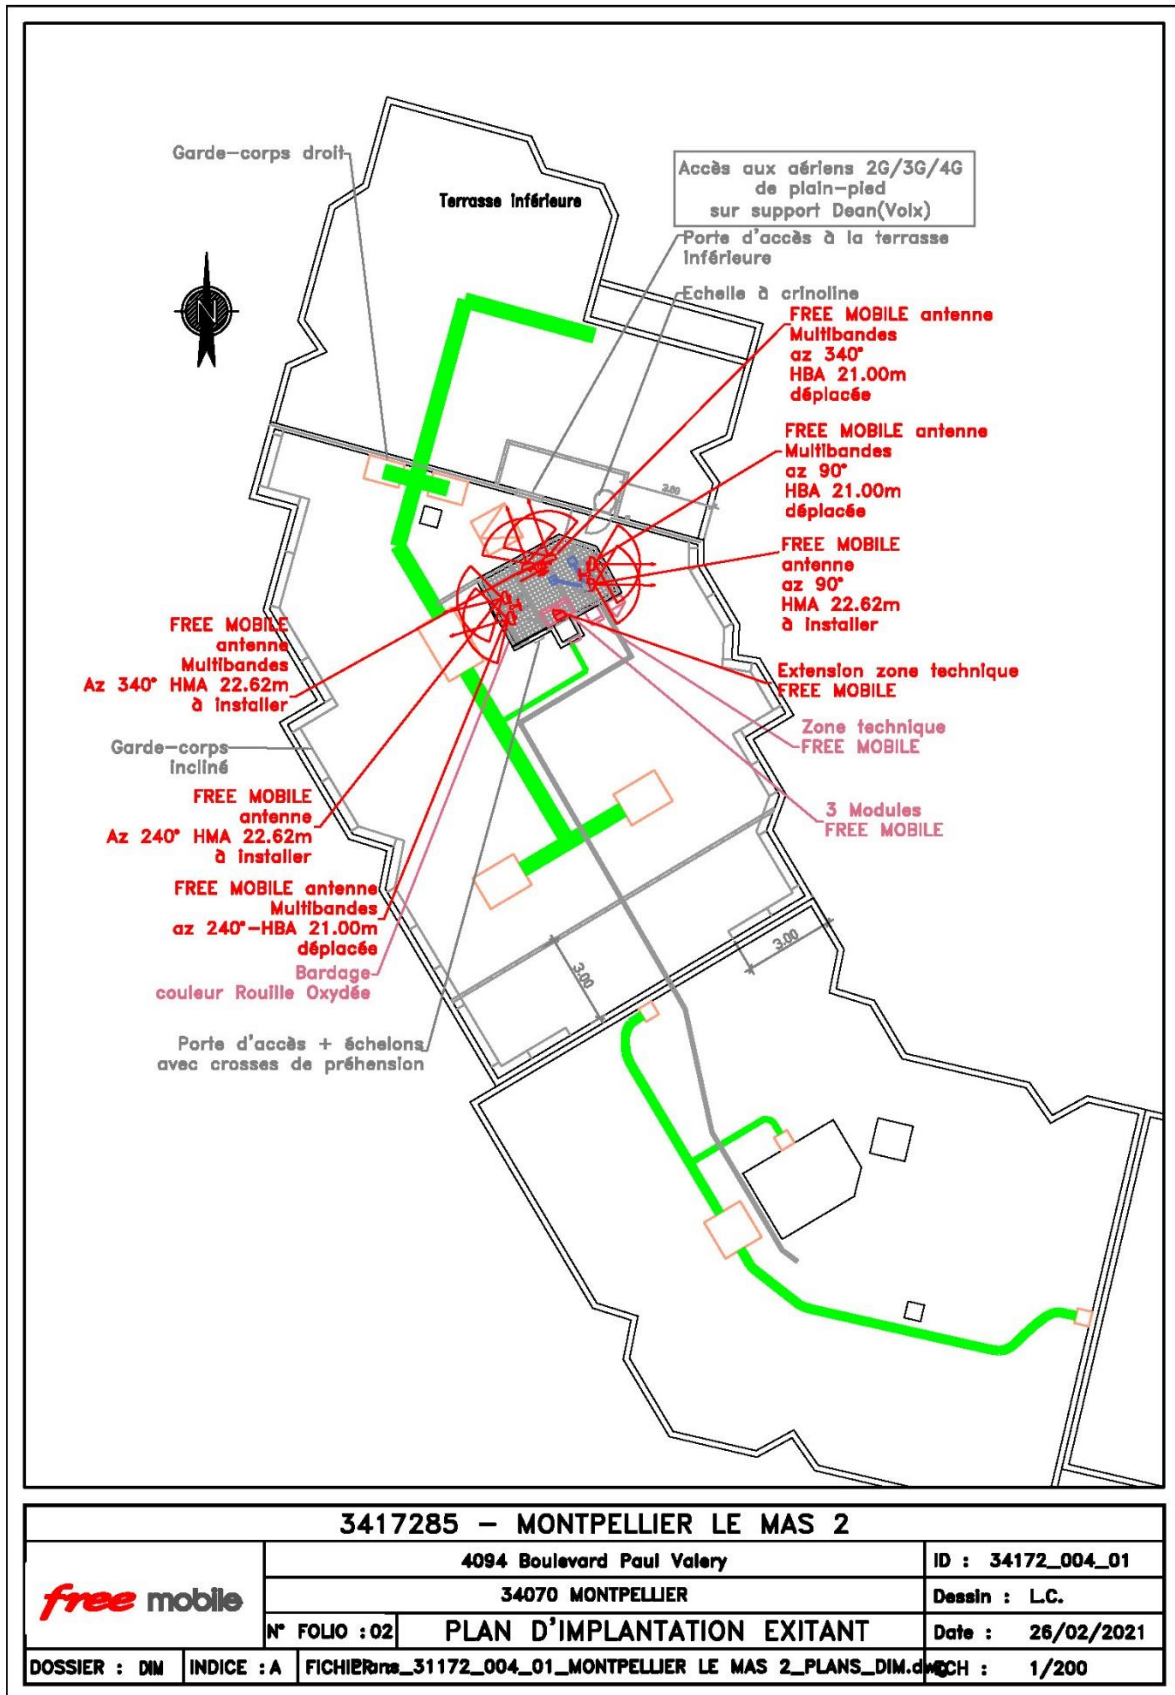 Garde-corps droit
Terrasse inférieure
Accès aux aériens 2G/3G/4G
de plain-pied
sur support Dean(Voix)
Porte d'accès à la terrasse
inférieure
Echelle à crinoline
FREE MOBILE antenne
Multibandes
az 340°
HBA 21.00m
déplacée
FREE MOBILE antenne
Multibandes
az 90°
HBA 21.00m
déplacée
FREE MOBILE
antenne
az 90°
HMA 22.62m
à installer
Extension zone technique
FREE MOBILE
Zone technique
FREE MOBILE
3 Modules
FREE MOBILE
N
FREE MOBILE
antenne
Multibandes
Az 340° HMA 22.62m
à installer
Garde-corps
incliné
FREE MOBILE
antenne
Az 240° HMA 22.62m
à installer
FREE MOBILE antenne
Multibandes
az 240°-HBA 21.00m
déplacée
Bardage
couleur Rouille Oxydée
Porte d'accès + échelons
avec crosses de préhension
3.00
3.00
3417285 - MONTPELLIER LE MAS 2
free mobile
4094 Boulevard Paul Valery
34070 MONTPELLIER
N° FOLIO :02
PLAN D'IMPLANTATION EXITANT
ID : 34172_004_01
Dessin : L.C.
Date : 26/02/2021
DOSSIER : DIM
INDICE : A
_31172_004_01_MONTPELLIER LE MAS 2_PLANS_DIM.
1/200